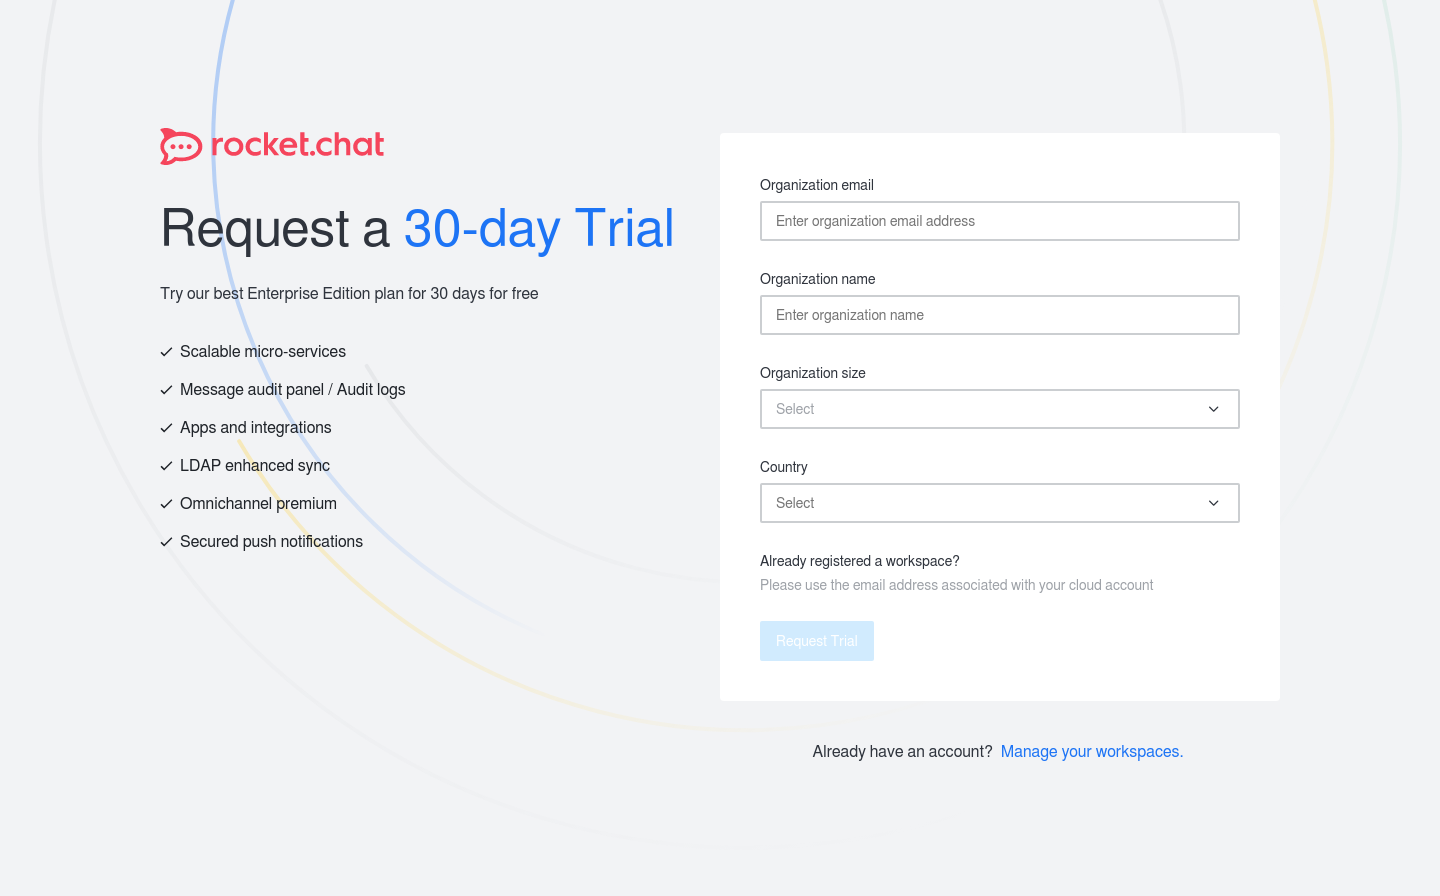 rocket.chat
Request a 30-day Trial
Try our best Enterprise Edition plan for 30 days for free
Scalable micro-services
Message audit panel / Audit logs
Apps and integrations
LDAP enhanced sync
Omnichannel premium
Secured push notifications
Organization email
Enter organization email address
Organization name
Enter organization name
Organization size
Select
Country
Select
Already registered a workspace?
Please use the email address associated with your cloud account
Request Trial
Already have an account? Manage your workspaces.